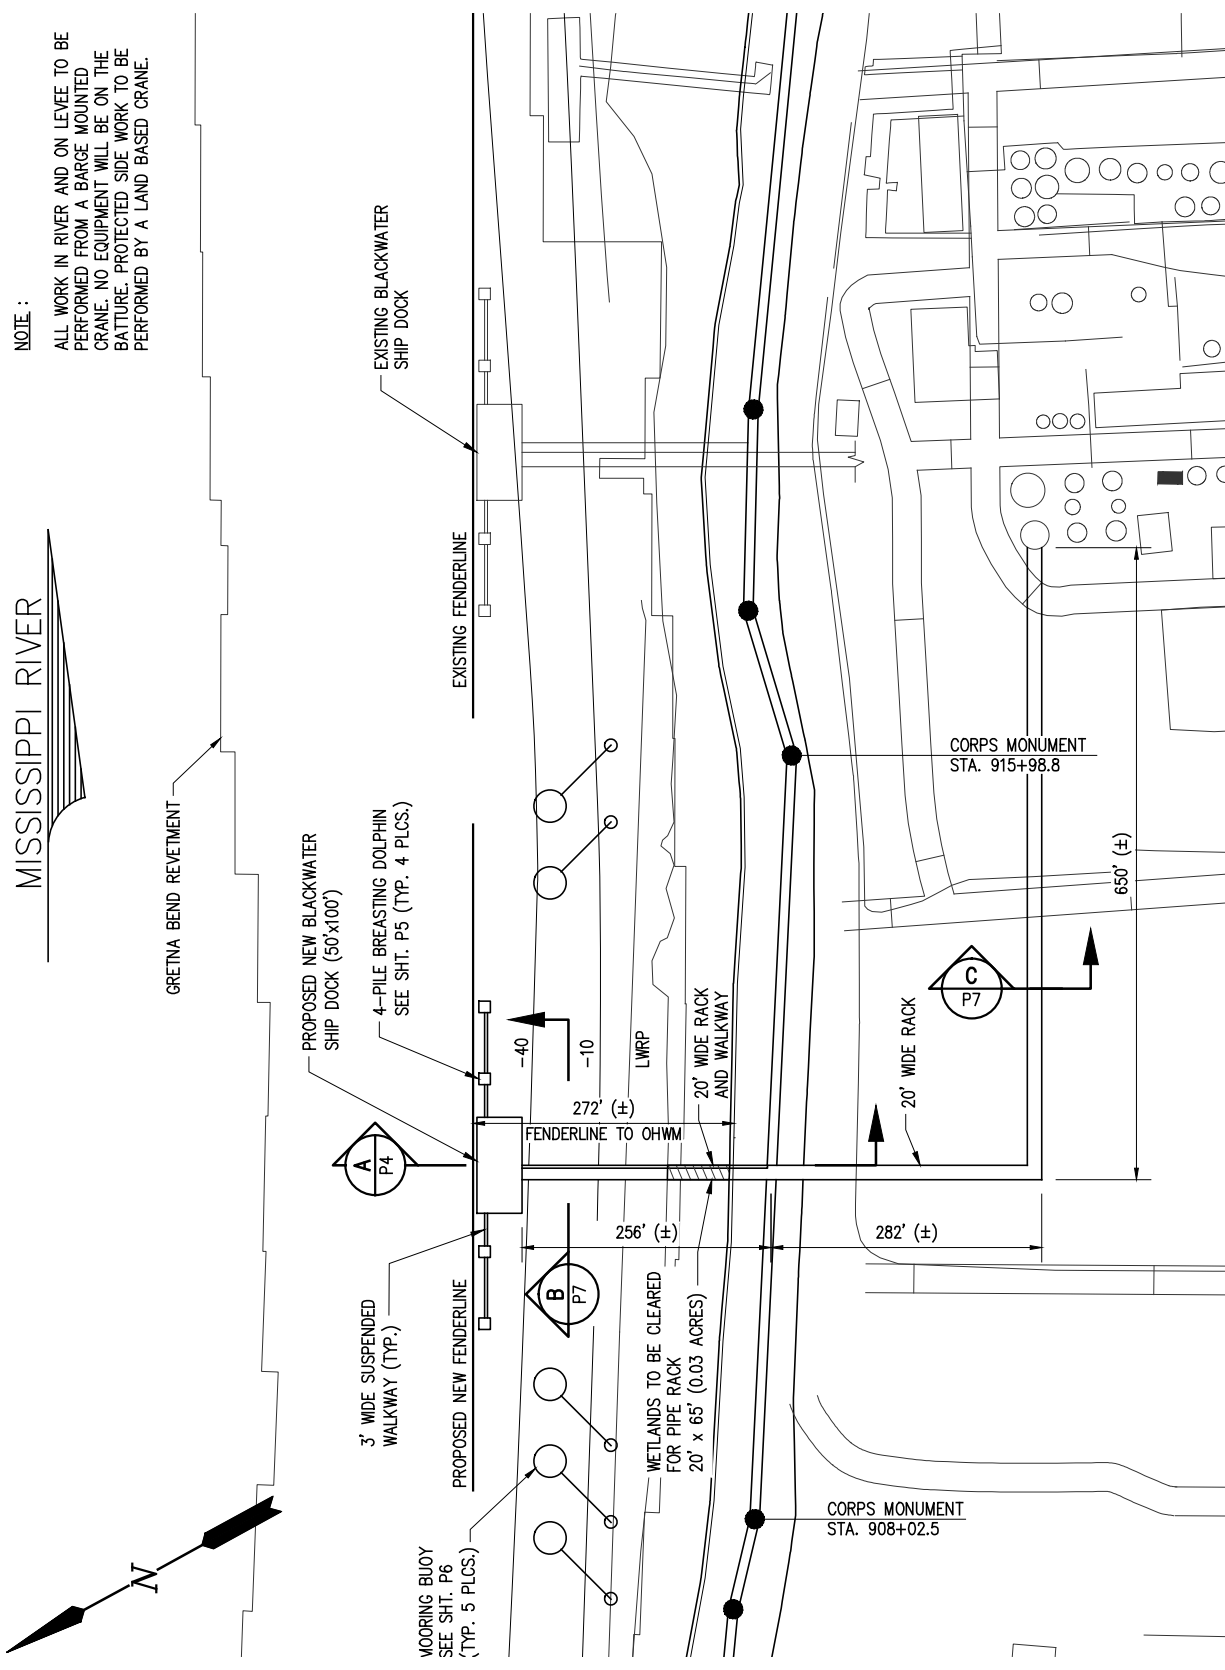 NOTE :
ALL WORK IN RIVER AND ON LEVEE TO BE
PERFORMED FROM A BARGE MOUNTED
CRANE. NO EQUIPMENT WILL BE ON THE
BATTURE. PROTECTED SIDE WORK TO BE
PERFORMED BY A LAND BASED CRANE.
MISSISSIPPI RIVER
GRETNA BEND REVETMENT
EXISTING BLACKWATER
SHIP DOCK
EXISTING FENDERLINE
CORPS MONUMENT
STA. 915+98.8
650' (±)
PROPOSED NEW BLACKWATER
SHIP DOCK (50'x100')
4-PILE BREASTING DOLPHIN
SEE SHT. P5 (TYP. 4 PLCS.)
-40
-10
LWRP
20' WIDE RACK
AND WALKWAY
C
P7
20' WIDE RACK
272' (±)
FENDERLINE TO OHWM
A
P4
256' (±)
282' (±)
B
P7
3' WIDE SUSPENDED
WALKWAY (TYP.)
PROPOSED NEW FENDERLINE
WETLANDS TO BE CLEARED
FOR PIPE RACK
20' x 65' (0.03 ACRES)
CORPS MONUMENT
STA. 908+02.5
MOORING BUOY
SEE SHT. P6
(TYP. 5 PLCS.)
N